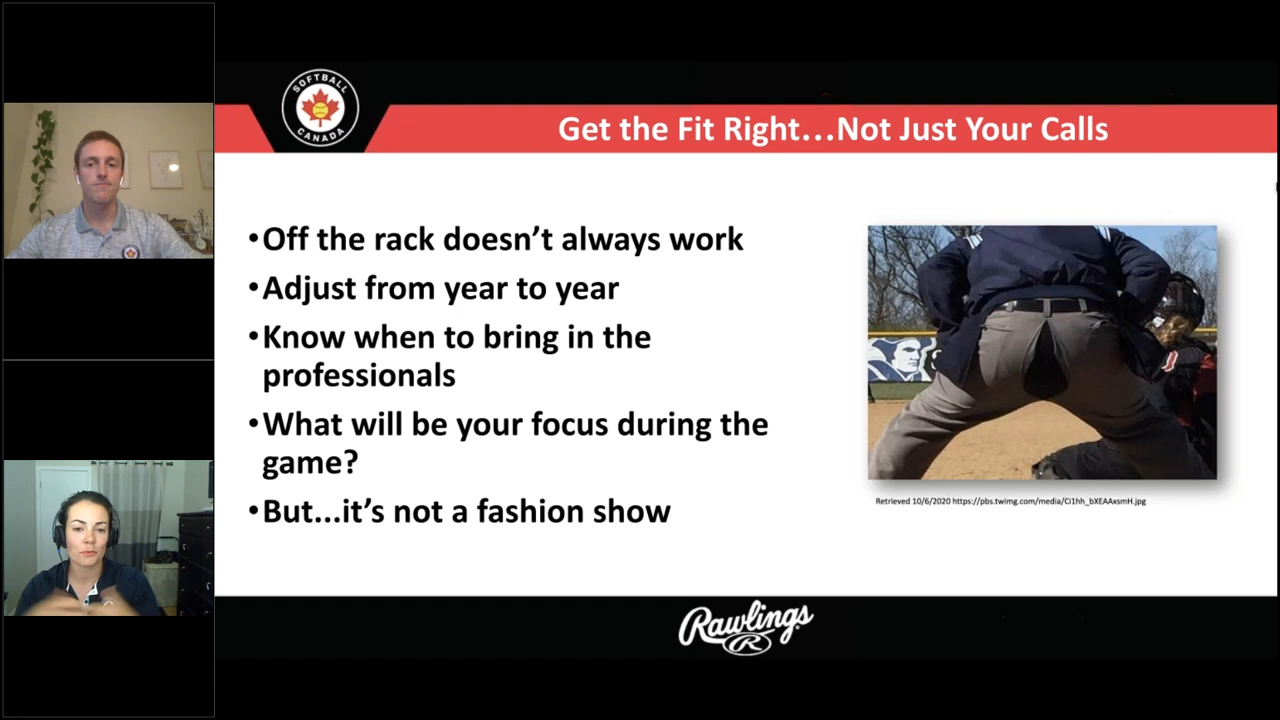 SOFTBALL
CANADA
Get the Fit Right...Not Just Your Calls
•Off the rack doesn’t always work
•Adjust from year to year
•Know when to bring in the
professionals
•What will be your focus during the
game?
•But...it’s not a fashion show
Retrieved 10/6/2020 https://pbs.twimg.com/media/Ci1hh_bXEAAxsmH.jpg
Rawlings
R